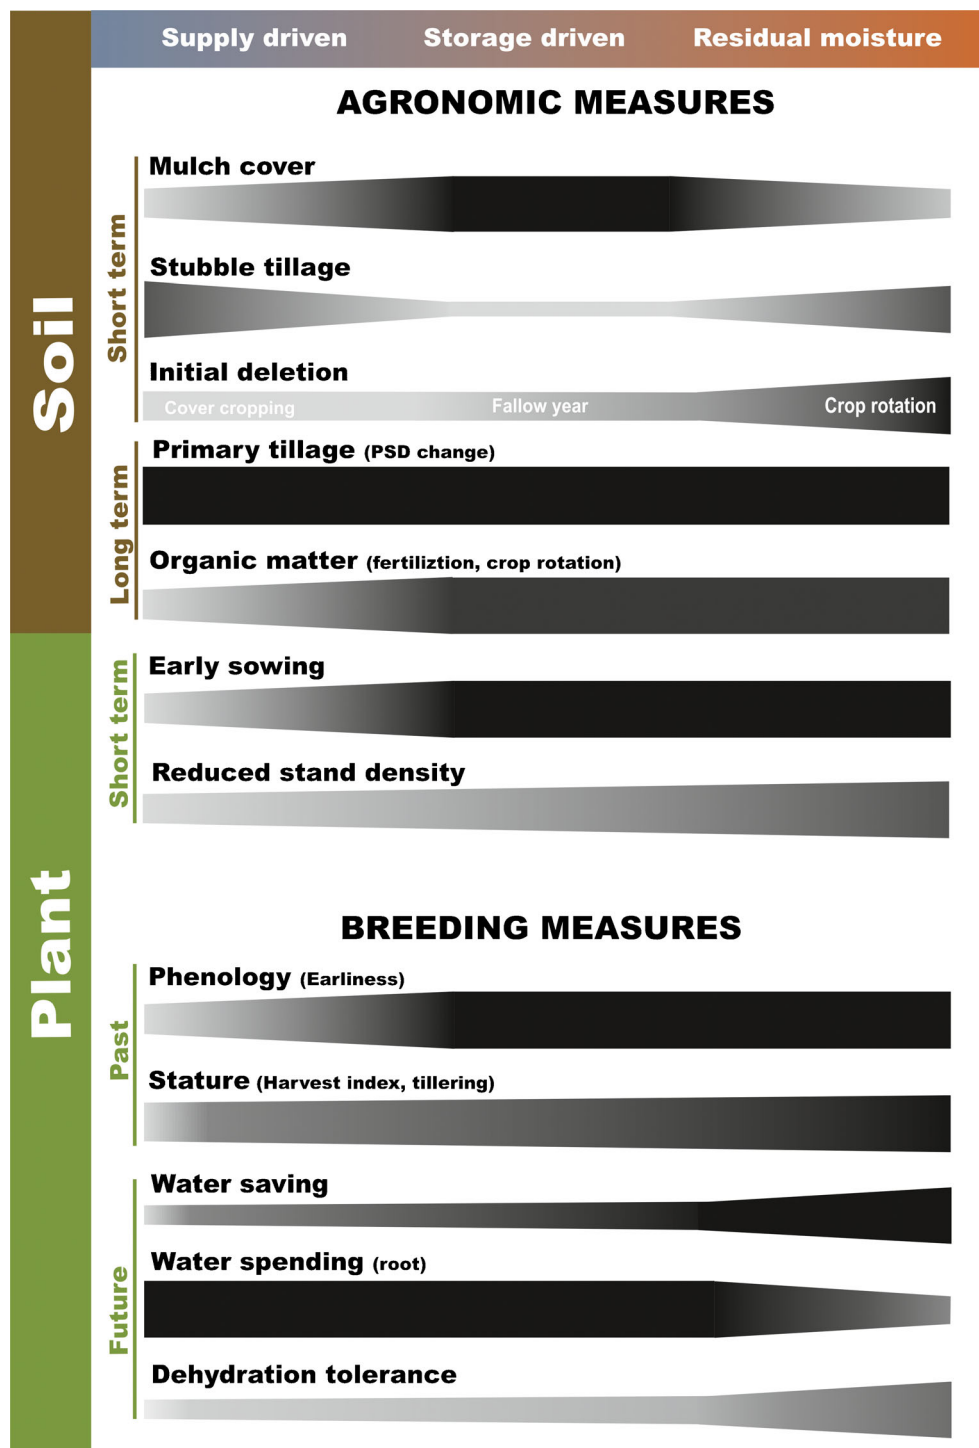 Supply driven Storage driven Residual moisture
AGRONOMIC MEASURES
Soil
Short term
Mulch cover
Stubble tillage
Initial deletion
Cover cropping Fallow year Crop rotation
Long term
Primary tillage (PSD change)
Organic matter (fertiliztion, crop rotation)
Plant
Short term
Early sowing
Reduced stand density
BREEDING MEASURES
Past
Phenology (Earliness)
Stature (Harvest index, tillering)
Future
Water saving
Water spending (root)
Dehydration tolerance